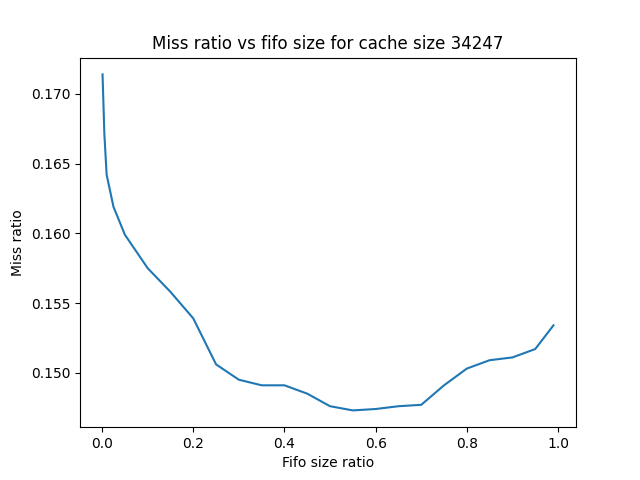 Miss ratio vs fifo size for cache size 34247
0.170
0.165
0.160
0.155
0.150
Miss ratio
0.0 0.2 0.4 0.6 0.8 1.0
Fifo size ratio